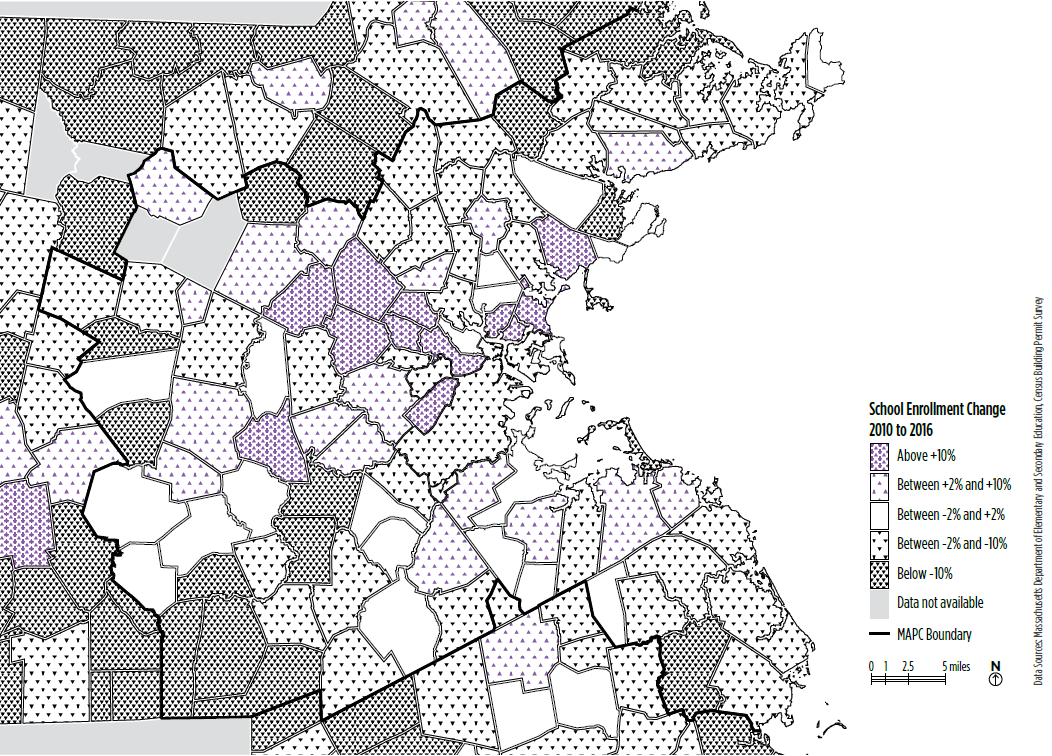 School Enrollment Change
2010 to 2016
Above +10%
Between +2% and +10%
Between -2% and +2%
Between -2% and -10%
Below -10%
Data not available
MAPC Boundary
0 1 2.5 5 miles
N
Data Sources: Massachusetts Department of Elementary and Secondary Education, Census Building Permit Survey